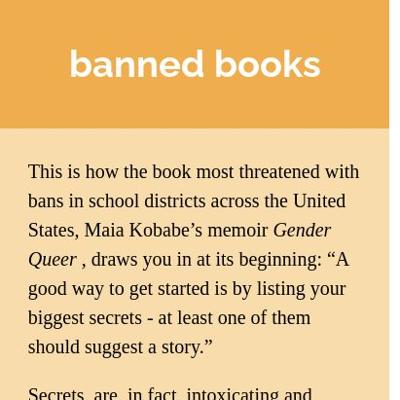 banned books
This is how the book most threatened with
bans in school districts across the United
States, Maia Kobabe’s memoir Gender
Queer , draws you in at its beginning: “A
good way to get started is by listing your
biggest secrets - at least one of them
should suggest a story.”
Secrets are, in fact, intoxicating and